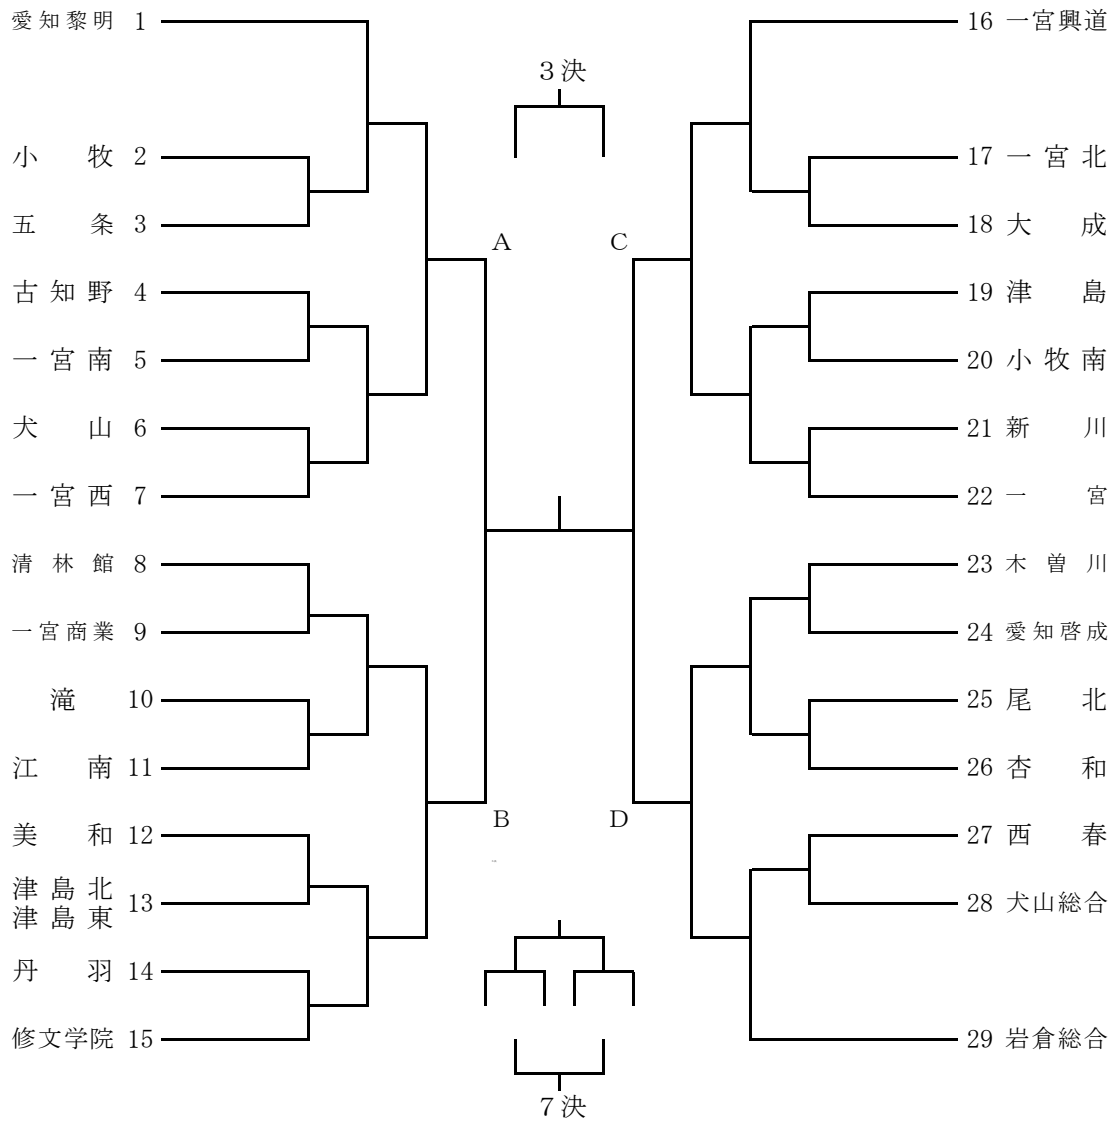 愛知黎明 1
小牧 2
五条 3
古知野 4
一宮南 5
犬山 6
一宮西 7
清林館 8
一宮商業 9
滝 10
江南 11
美和 12
津島北
津島東 13
丹羽 14
修文学院 15
3決
A
C
B
D
7決
16 一宮興道
17 一宮北
18 大成
19 津島
20 小牧南
21 新川
22 一宮
23 木曽川
24 愛知啓成
25 尾北
26 杏和
27 西春
28 犬山総合
29 岩倉総合